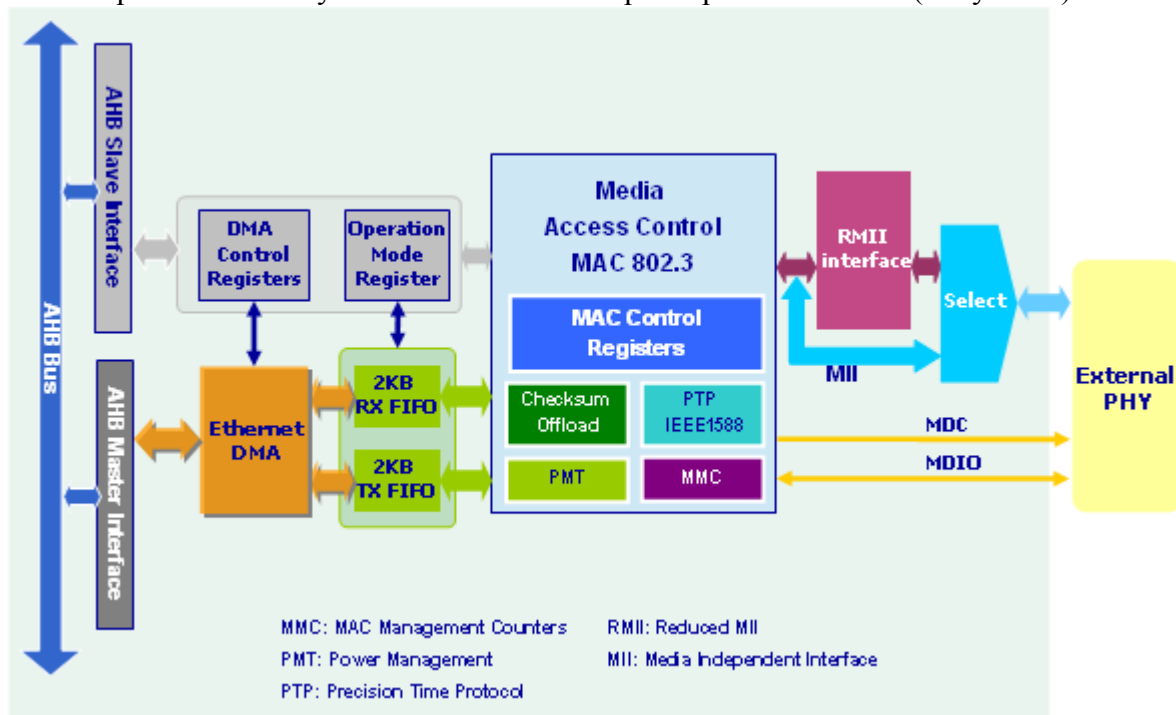 AHB Bus
AHB Slave Interface
AHB Master Interface
DMA
Control
Registers
Operation
Mode
Register
Ethernet
DMA
2KB
RX FIFO
2KB
TX FIFO
Media
Access Control
MAC 802.3
MAC Control
Registers
Checksum
Offload
PTP
IEEE1588
PMT
MMC
RMII
interface
MII
Select
MDC
MDIO
External
PHY
MMC: MAC Management Counters
RMII: Reduced MII
PMT: Power Management
MII: Media Independent Interface
PTP: Precision Time Protocol